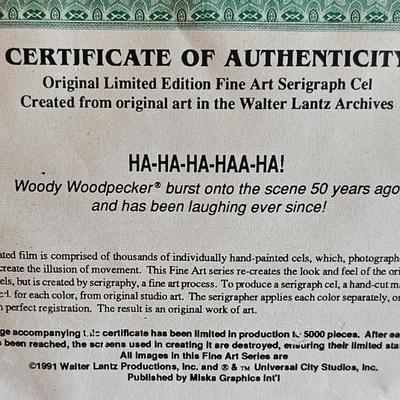 CERTIFICATE OF AUTHENTICITY
Original Limited Edition Fine Art Serigraph Cel
Created from original art in the Walter Lantz Archives
HA-HA-HA-HAA-HA!
Woody Woodpecker® burst onto the scene 50 years ago
and has been laughing ever since!
ated film is comprised of thousands of individually hand-painted cels, which, photographe
create the illusion of movement. This Fine Art series re-creates the look and feel of the ori
els, but is created by serigraphy, a fine art process. To produce a serigraph cel, a hand-cut ma
for each color, from original studio art. The serigrapher applies each color separately, or
n perfect registration. The result is an original work of art.
ge accompanying this certificate has been limited in production to 5000 pieces. After ea
s been reached, the screens used in creating it are destroyed, ensuring their limited sta
All images in this Fine Art Series are
©1991 Walter Lantz Productions, Inc. and ® & ™ Universal City Studios, Inc.
Published by Miska Graphics Int'l